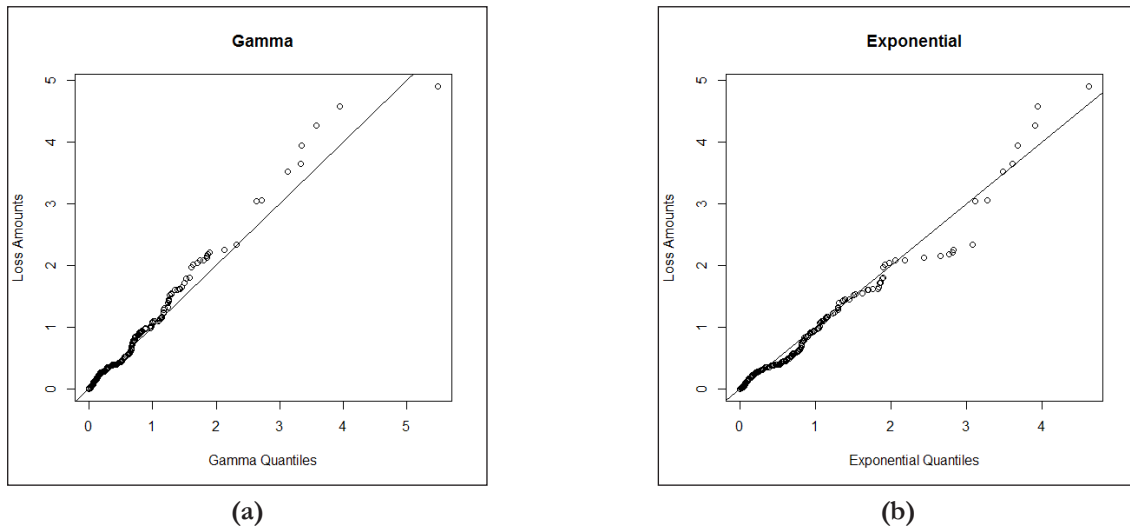 Gamma
Loss Amounts
5
4
3
2
1
0
0 1 2 3 4 5
Gamma Quantiles
(a)
Exponential
Loss Amounts
5
4
3
2
1
0
0 1 2 3 4
Exponential Quantiles
(b)